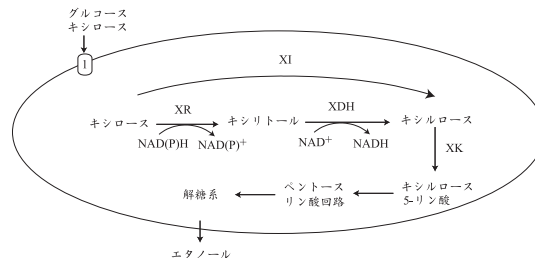 グルコース
キシロース
1
XI
XR
XDH
キシロース
キシリトール
キシルロース
NAD(P)H
NAD(P)+
NAD+
NADH
XK
解糖系
ペントース
リン酸回路
キシルロース
5-リン酸
エタノール